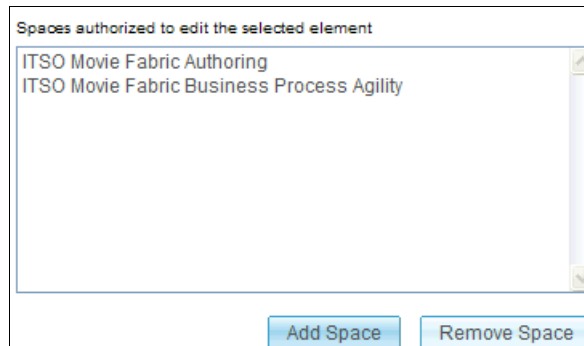 Spaces authorized to edit the selected element
ITSO Movie Fabric Authoring
ITSO Movie Fabric Business Process Agility
Add Space
Remove Space